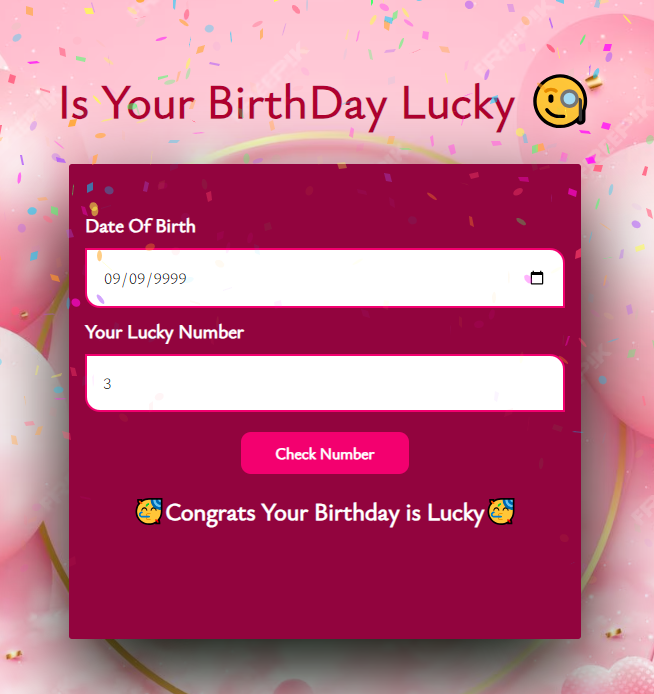 Is Your BirthDay Lucky 🧐
Date Of Birth
09/09/9999
Your Lucky Number
3
Check Number
🥳Congrats Your Birthday is Lucky🥳